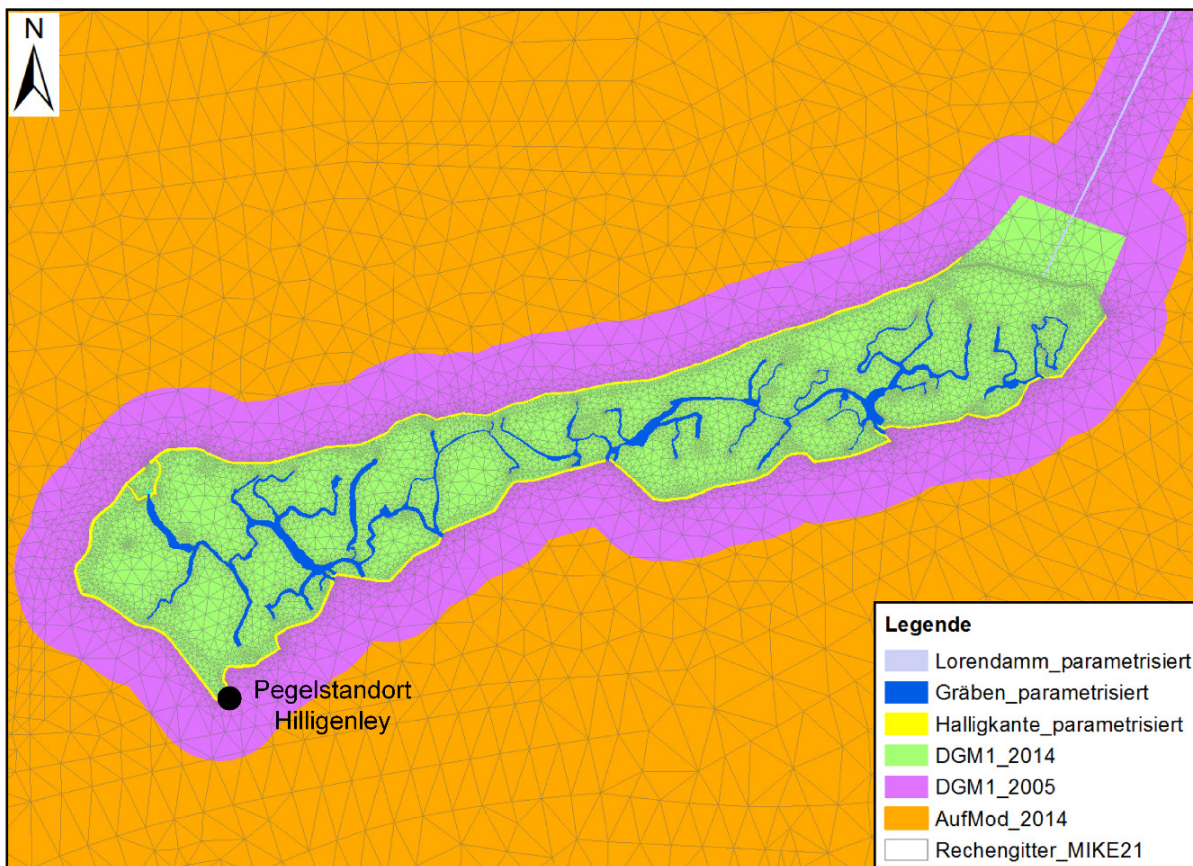 N
Pegelstandort
Hilligenley
Legende
Lorendamm_parametrisiert
Gräben_parametrisiert
Halligkante_parametrisiert
DGM1_2014
DGM1_2005
AufMod_2014
Rechengitter_MIKE21